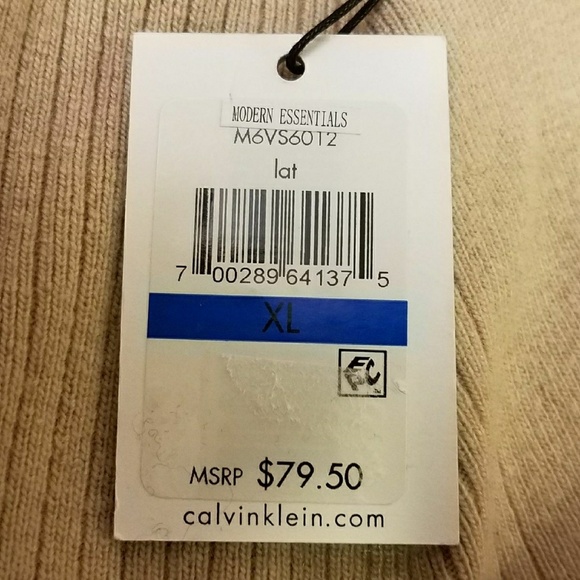 MODERN ESSENTIALS
M6VS6012
lat
7 00289 64137 5
XL
MSRP $79.50
calvinklein.com